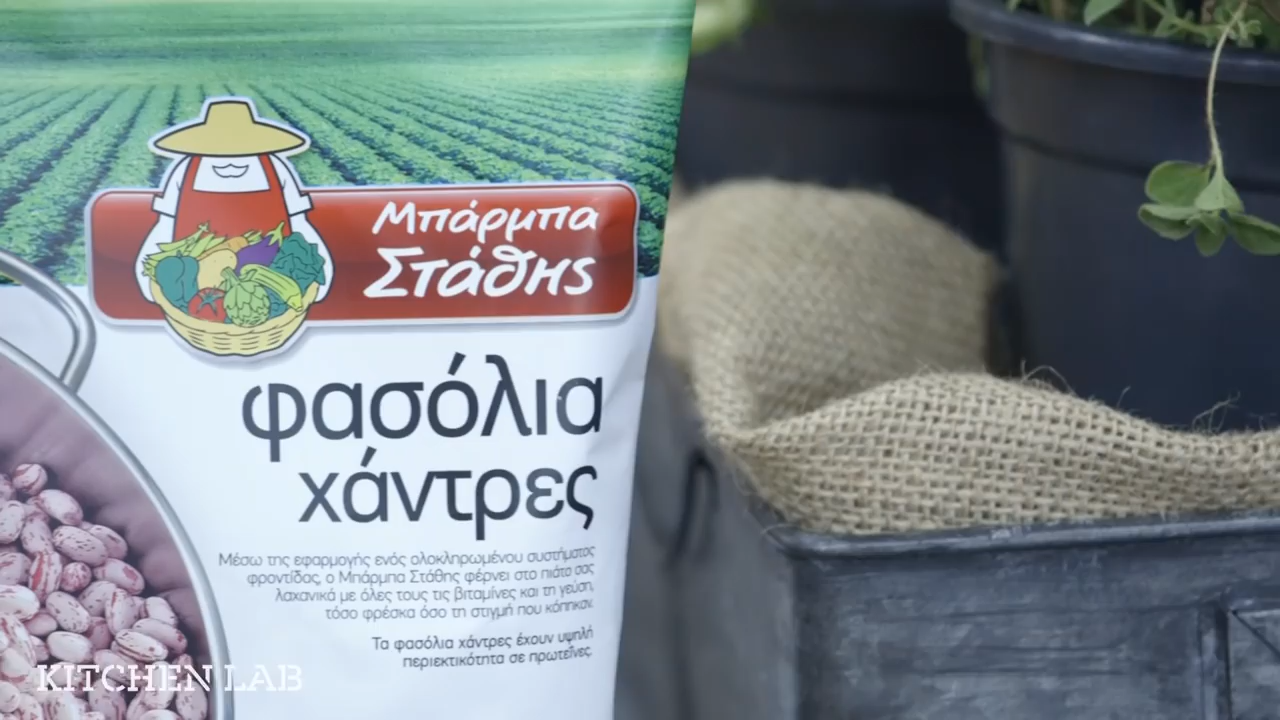 Μπάρμπα
Στάθης
φασόλια
χάντρες
Μέσω της εφαρμογής ενός ολοκληρωμένου συστήματος
φροντίδας, ο Μπάρμπα Στάθης φέρνει στο πιάτο σας
λαχανικά με όλες τους τις βιταμίνες και τη γεύση,
τόσο φρέσκα όσο τη στιγμή που κόπηκαν.
Τα φασόλια χάντρες έχουν υψηλή
περιεκτικότητα σε πρωτεΐνες.
KITCHEN LAB